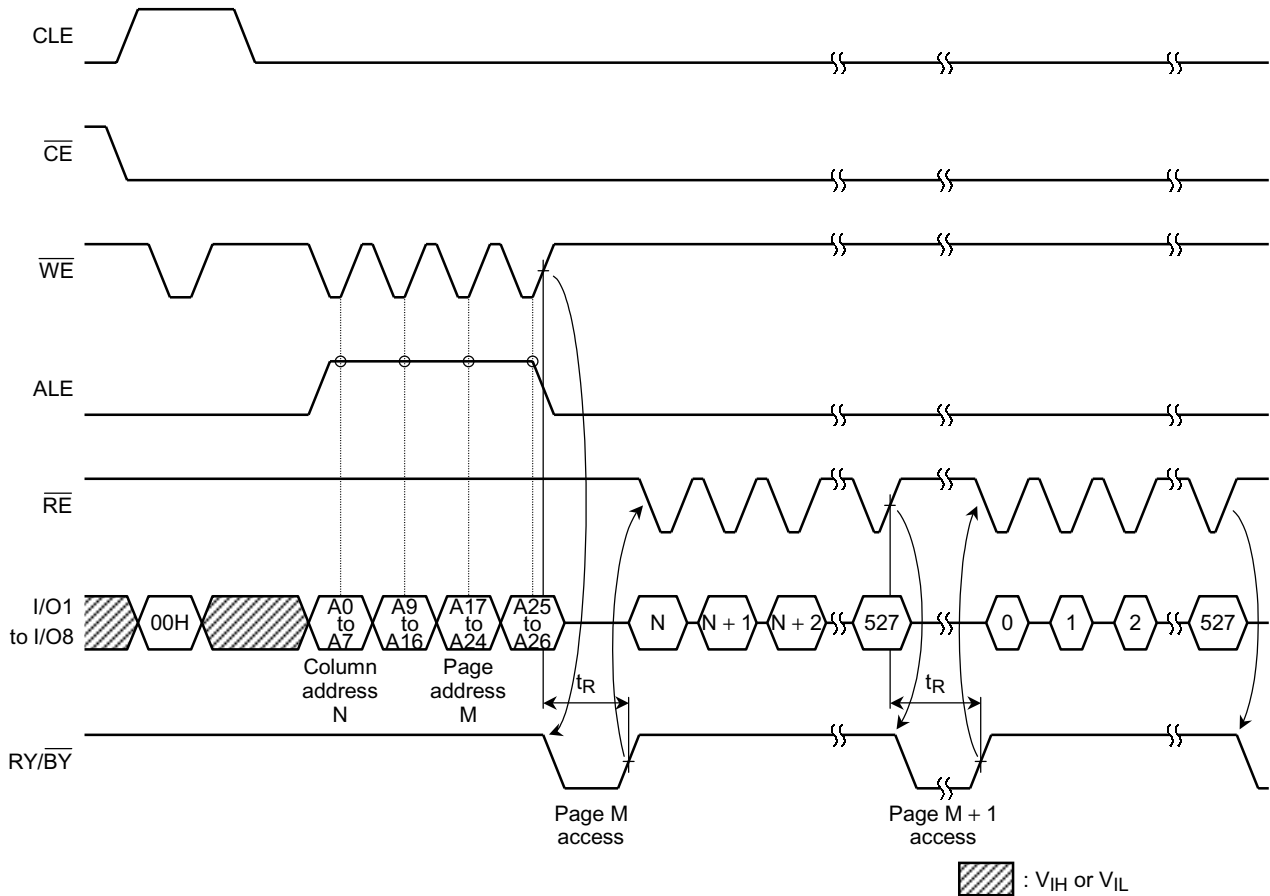 CLE
CE
WE
ALE
RE
I/O1
to I/O8
00H
A0
to
A7
A9
to
A16
A17
to
A24
A25
to
A26
N
N + 1
N + 2
527
0
1
2
527
Column
address
N
Page
address
M
tR
tR
RY/BY
Page M
access
Page M + 1
access
: VIH or VIL